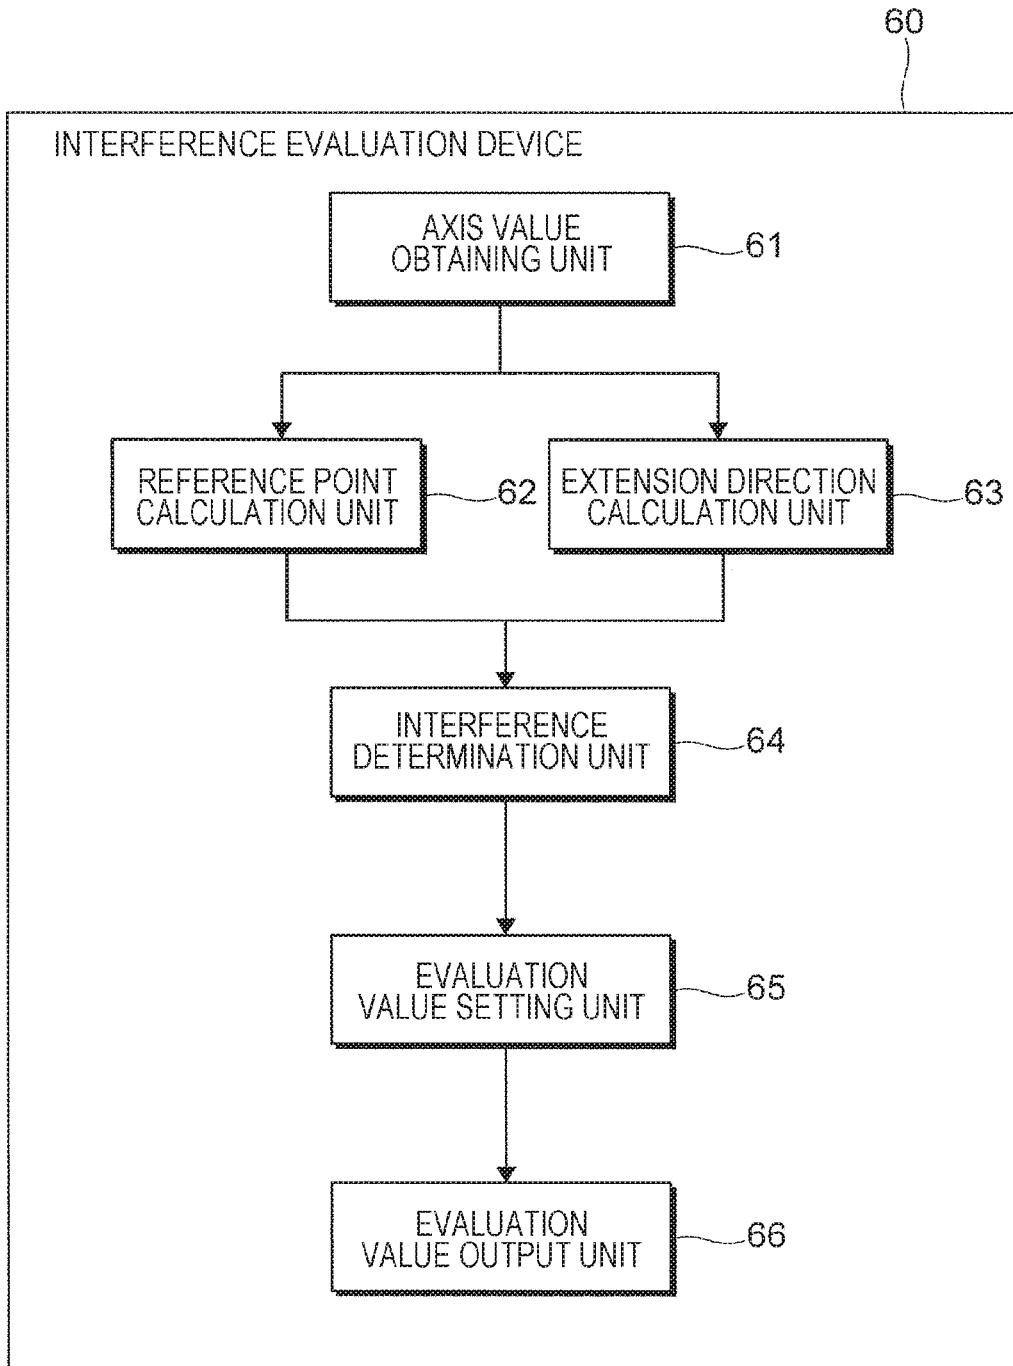 60
INTERFERENCE EVALUATION DEVICE
AXIS VALUE
OBTAINING UNIT
61
REFERENCE POINT
CALCULATION UNIT
62
EXTENSION DIRECTION
CALCULATION UNIT
63
INTERFERENCE
DETERMINATION UNIT
64
EVALUATION
VALUE SETTING UNIT
65
EVALUATION
VALUE OUTPUT UNIT
66